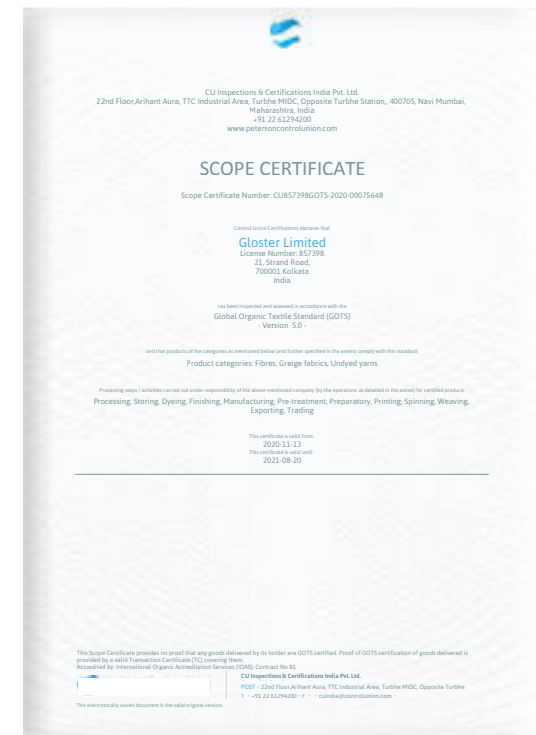 CU Inspections & Certifications India Pvt. Ltd.
22nd Floor,Arihant Aura, TTC Industrial Area, Turbhe MIDC, Opposite Turbhe Station,, 400705, Navi Mumbai,
Maharashtra, India
+91 22 61294200
www.petersoncontrolunion.com
SCOPE CERTIFICATE
Scope Certificate Number: CU857398GOTS-2020-00075648
Control Union Certifications declares that
Gloster Limited
License Number: 857398
21, Strand Road,
700001 Kolkata
India
has been inspected and assessed in accordance with the
Global Organic Textile Standard (GOTS)
- Version 5.0 -
and that products of the categories as mentioned below (and further specified in the annex) comply with this standard:
Product categories: Fibres, Greige fabrics, Undyed yarns
Processing steps / activities carried out under responsibility of the above-mentioned company (by the operations as detailed in the annex) for certified products
Processing, Storing, Dyeing, Finishing, Manufacturing, Pre-treatment, Preparatory, Printing, Spinning, Weaving,
Exporting, Trading
This certificate is valid from:
2020-11-13
This certificate is valid until:
2021-08-20
This Scope Certificate provides no proof that any goods delivered by its holder are GOTS certified. Proof of GOTS certification of goods delivered is
provided by a valid Transaction Certificate (TC) covering them.
Accredited by: International Organic Accreditation Services (IOAS); Contract No 81
CU Inspections & Certifications India Pvt. Ltd.
POST - 22nd Floor,Arihant Aura, TTC Industrial Area, Turbhe MIDC, Opposite Turbhe
T - +91 22 61294200 - F - - cuindia@controlunion.com -
This electronically issued document is the valid original version.